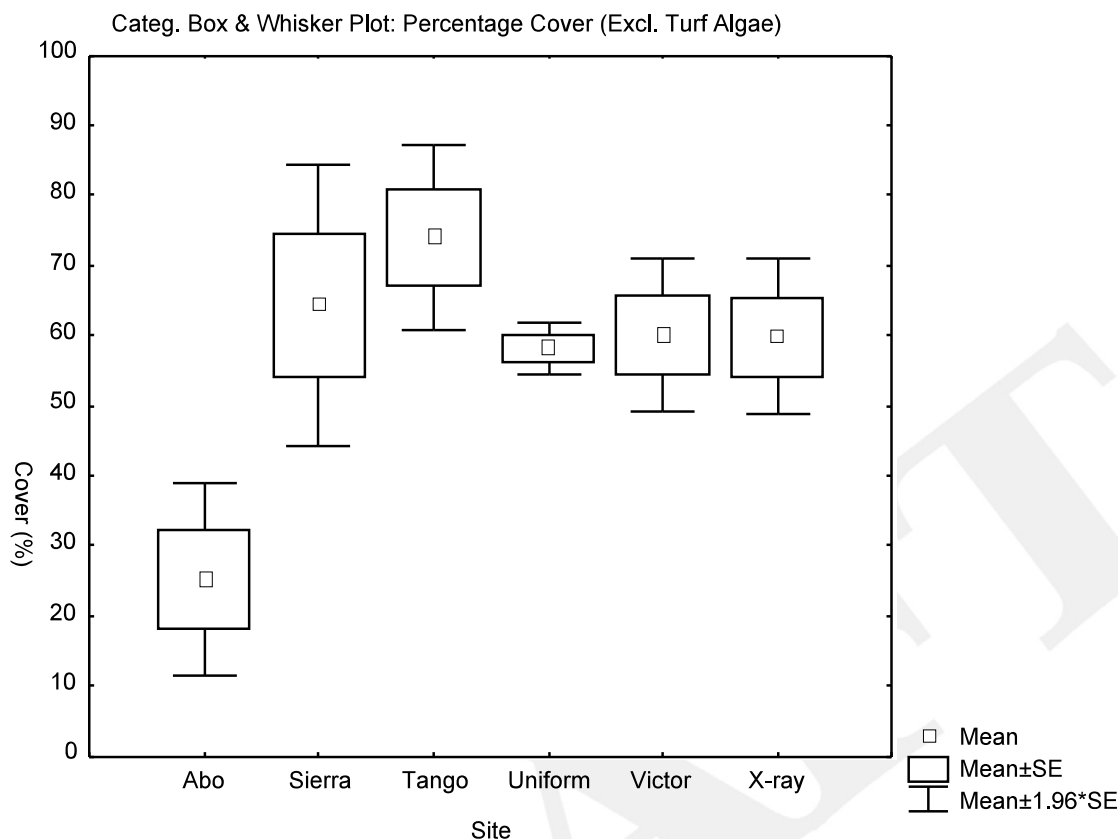 Categ. Box & Whisker Plot: Percentage Cover (Excl. Turf Algae)
100
90
80
70
60
50
40
30
20
10
0
Cover (%)
Abo Sierra Tango Uniform Victor X-ray
Site
Mean
Mean±SE
Mean±1.96*SE